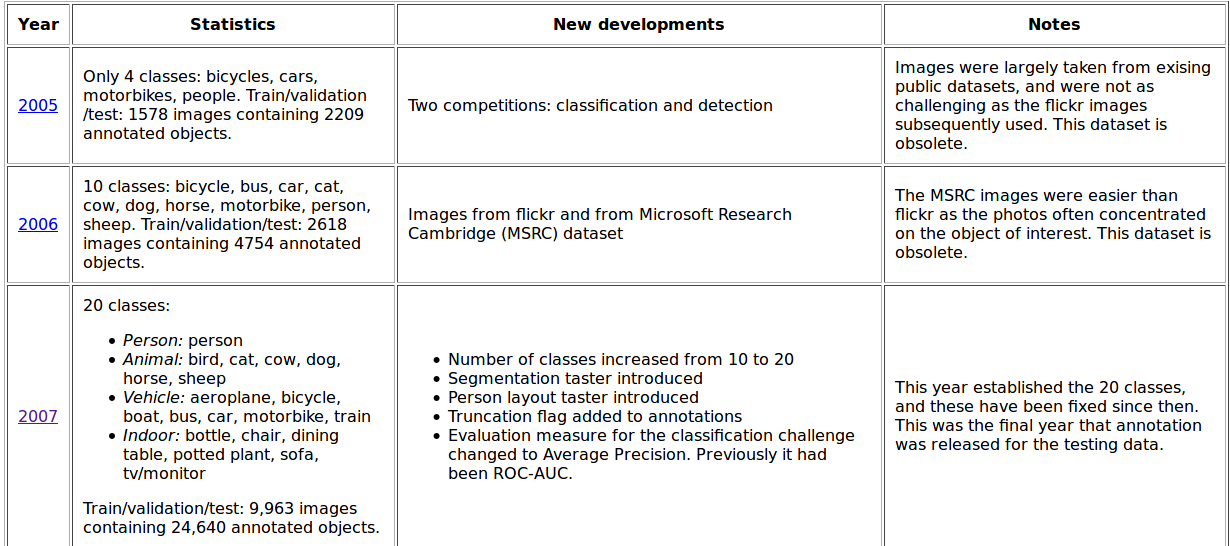 Year Statistics New developments Notes
2005
Only 4 classes: bicycles, cars,
motorbikes, people. Train/validation
/test: 1578 images containing 2209
annotated objects.
Two competitions: classification and detection
Images were largely taken from exising
public datasets, and were not as
challenging as the flickr images
subsequently used. This dataset is
obsolete.
2006
10 classes: bicycle, bus, car, cat,
cow, dog, horse, motorbike, person,
sheep. Train/validation/test: 2618
images containing 4754 annotated
objects.
Images from flickr and from Microsoft Research
Cambridge (MSRC) dataset
The MSRC images were easier than
flickr as the photos often concentrated
on the object of interest. This dataset is
obsolete.
2007
20 classes:
• Person: person
• Animal: bird, cat, cow, dog,
horse, sheep
• Vehicle: aeroplane, bicycle,
boat, bus, car, motorbike, train
• Indoor: bottle, chair, dining
table, potted plant, sofa,
tv/monitor
Train/validation/test: 9,963 images
containing 24,640 annotated objects.
• Number of classes increased from 10 to 20
• Segmentation taster introduced
• Person layout taster introduced
• Truncation flag added to annotations
• Evaluation measure for the classification challenge
changed to Average Precision. Previously it had
been ROC-AUC.
This year established the 20 classes,
and these have been fixed since then.
This was the final year that annotation
was released for the testing data.